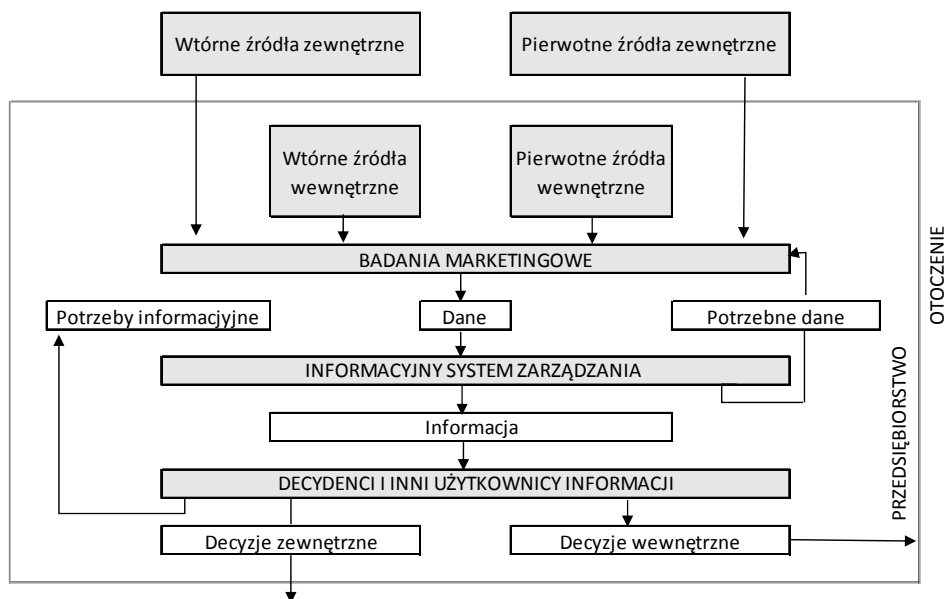 Wtórne źródła zewnętrzne
Pierwotne źródła zewnętrzne
Wtórne źródła
wewnętrzne
Pierwotne źródła
wewnętrzne
BADANIA MARKETINGOWE
Potrzeby informacyjne
Dane
Potrzebne dane
INFORMACYJNY SYSTEM ZARZĄDZANIA
Informacja
DECYDENCI I INNI UŻYTKOWNICY INFORMACJI
Decyzje zewnętrzne
Decyzje wewnętrzne
PRZEDSIĘBIORSTWO
OTOCZENIE